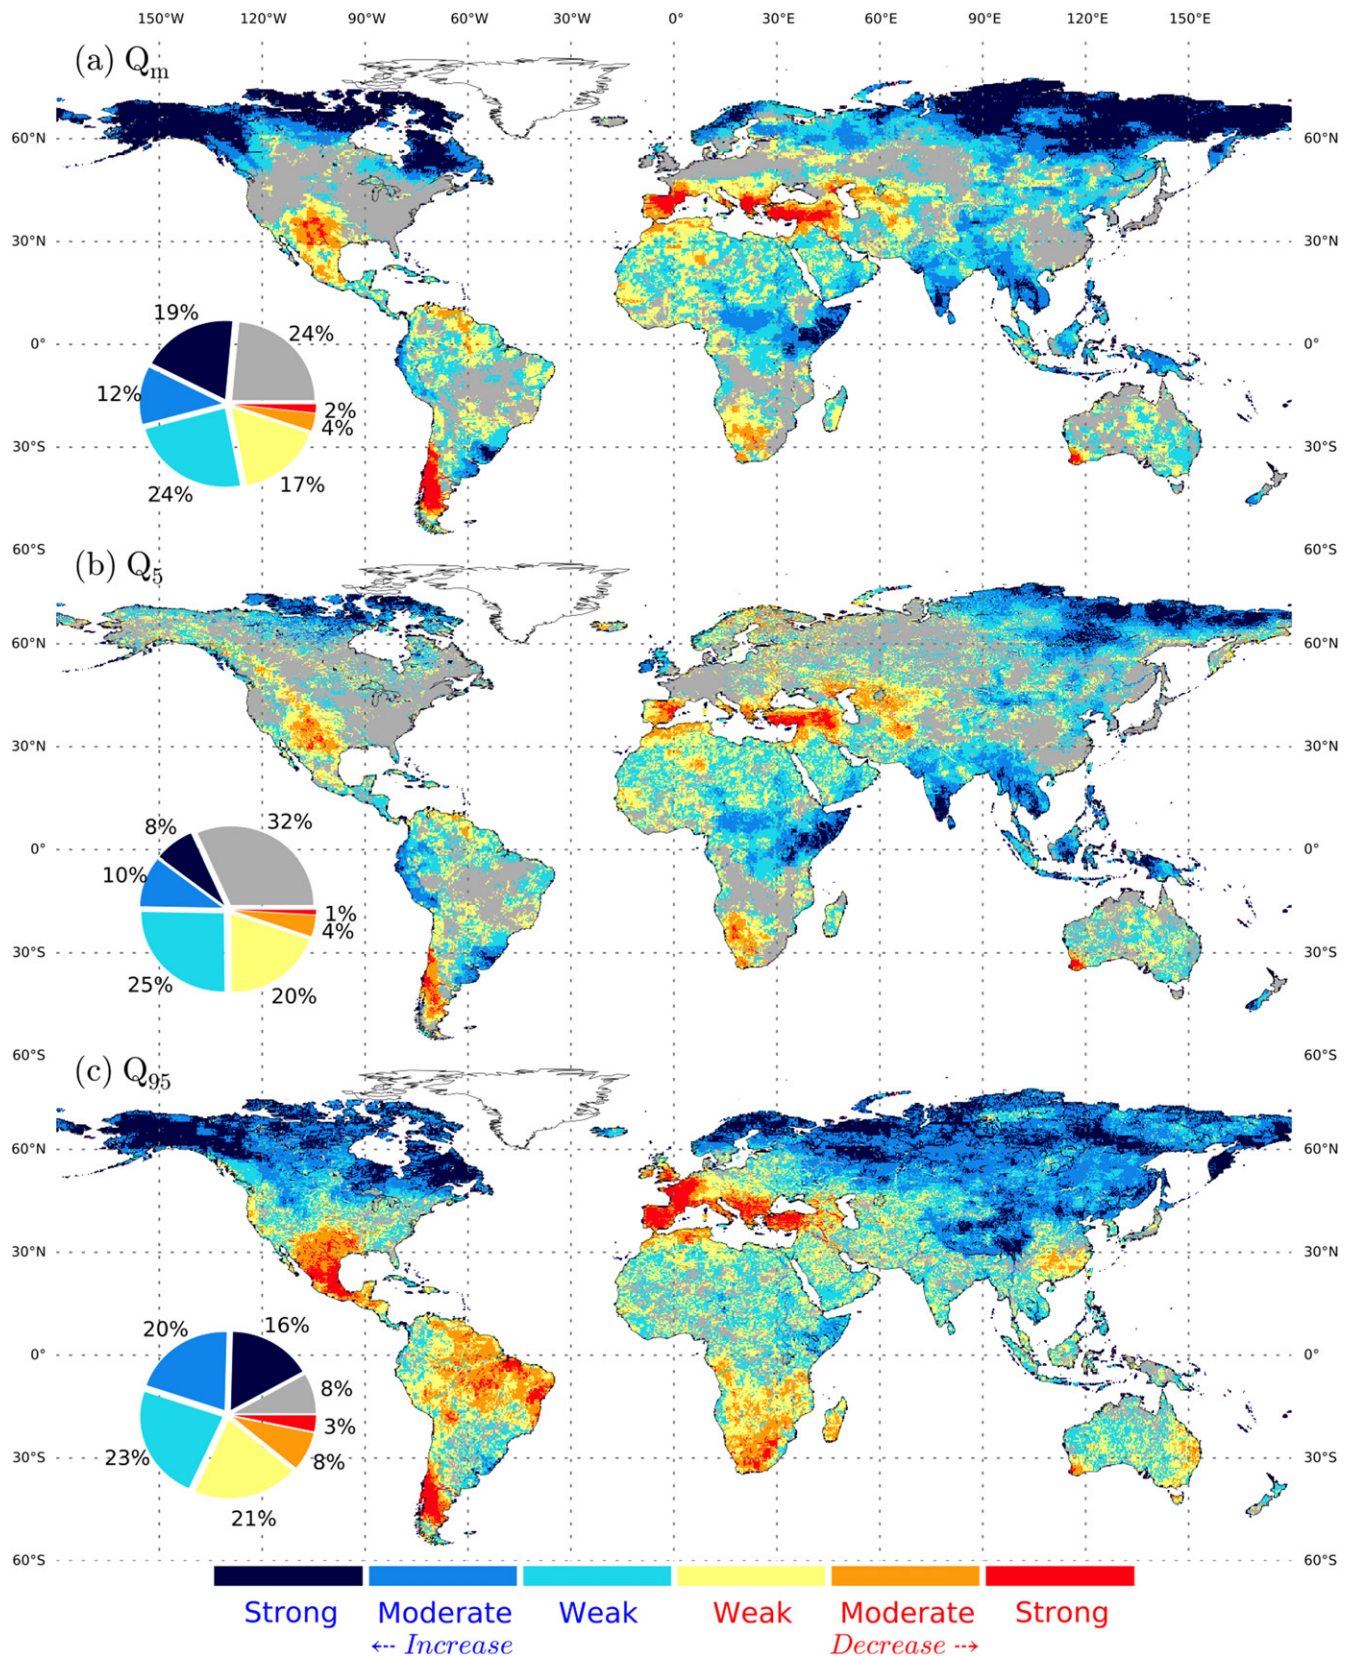 150°W 120°W 90°W 60°W 30°W 0° 30°E 60°E 90°E 120°E 150°E
(a) Qm
60°N 60°N
30°N 30°N
19% 24%
0° 0°
12% 2%
4%
30°S 30°S
24% 17%
60°S 60°S
(b) Q5
60°N 60°N
30°N 30°N
8% 32%
0° 0°
10% 1%
4%
30°S 30°S
25% 20%
60°S 60°S
(c) Q95
60°N 60°N
30°N 30°N
20% 16%
0° 0°
8%
3%
23% 8%
30°S 30°S
21%
60°S 60°S
Strong Moderate Weak Weak Moderate Strong
⇠ Increase Decrease ⇢